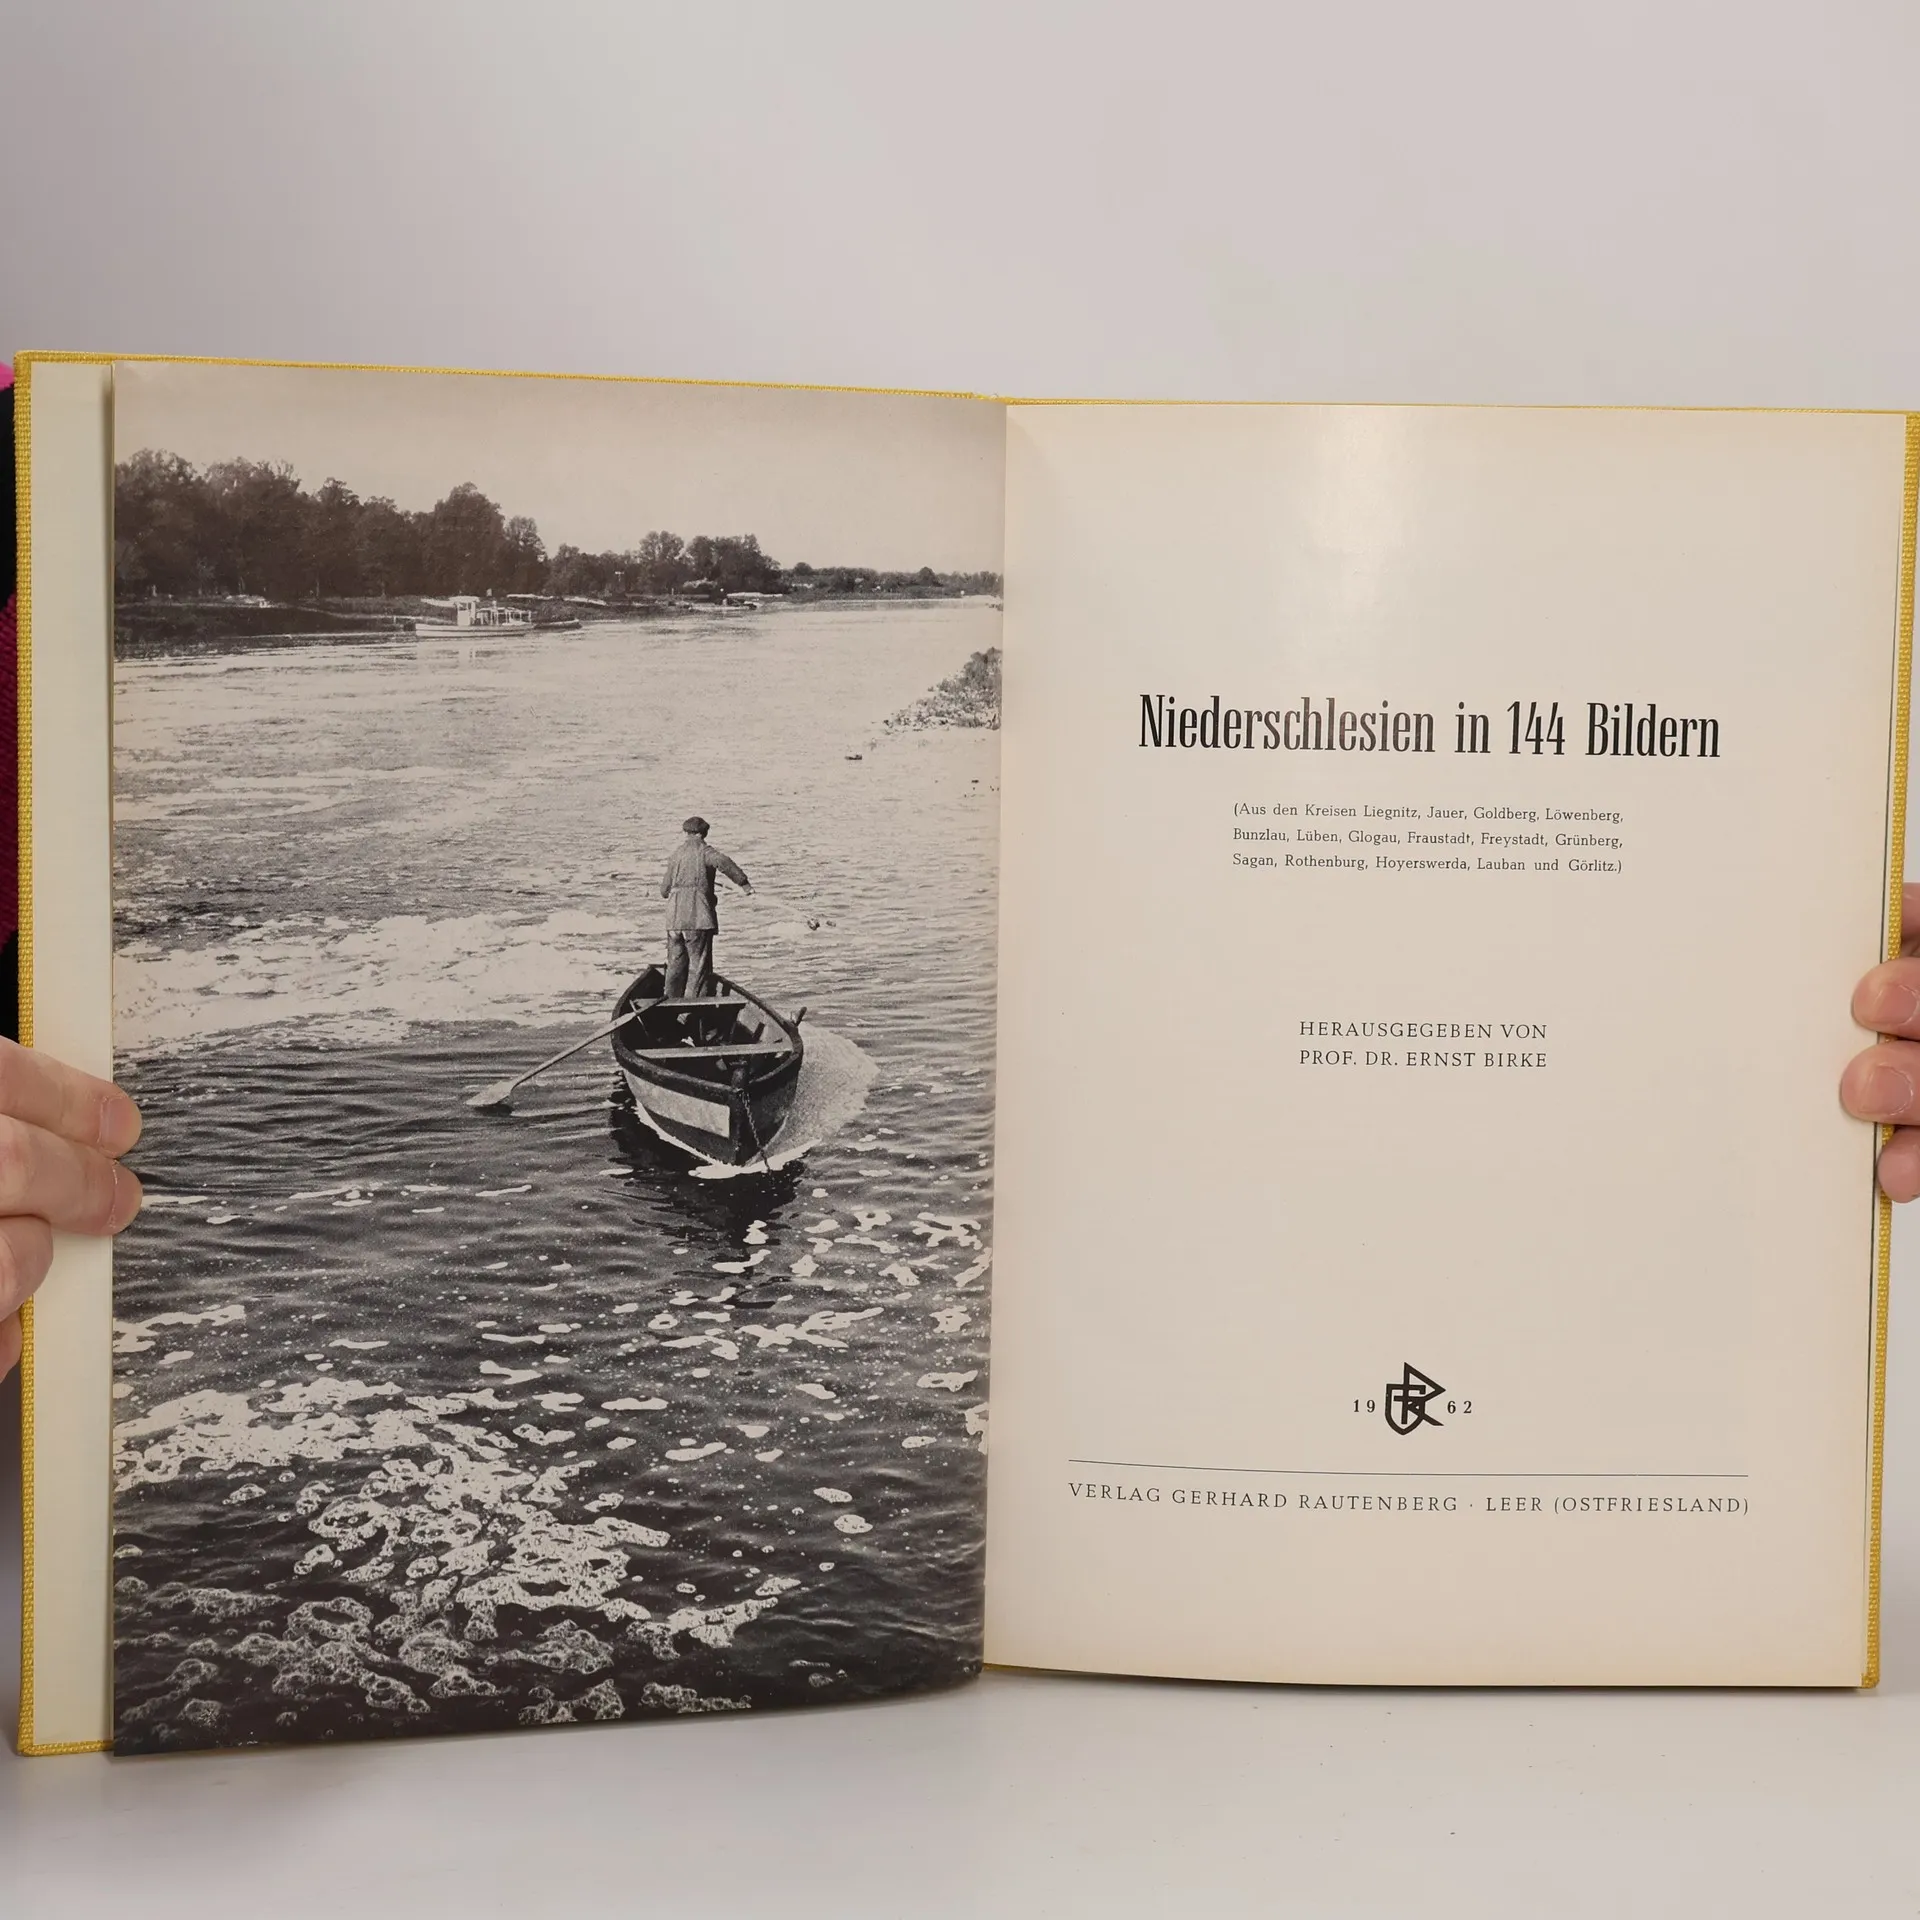 Niederschlesien in 144 Bildern
(Aus den Kreisen Liegnitz, Jauer, Goldberg, Löwenberg,
Bunzlau, Lüben, Glogau, Fraustadt, Freystadt, Grünberg,
Sagan, Rothenburg, Hoyerswerda, Lauban und Görlitz.)
HERAUSGEGEBEN VON
PROF. DR. ERNST BIRKE
19 62
VERLAG GERHARD RAUTENBERG · LEER (OSTFRIESLAND)